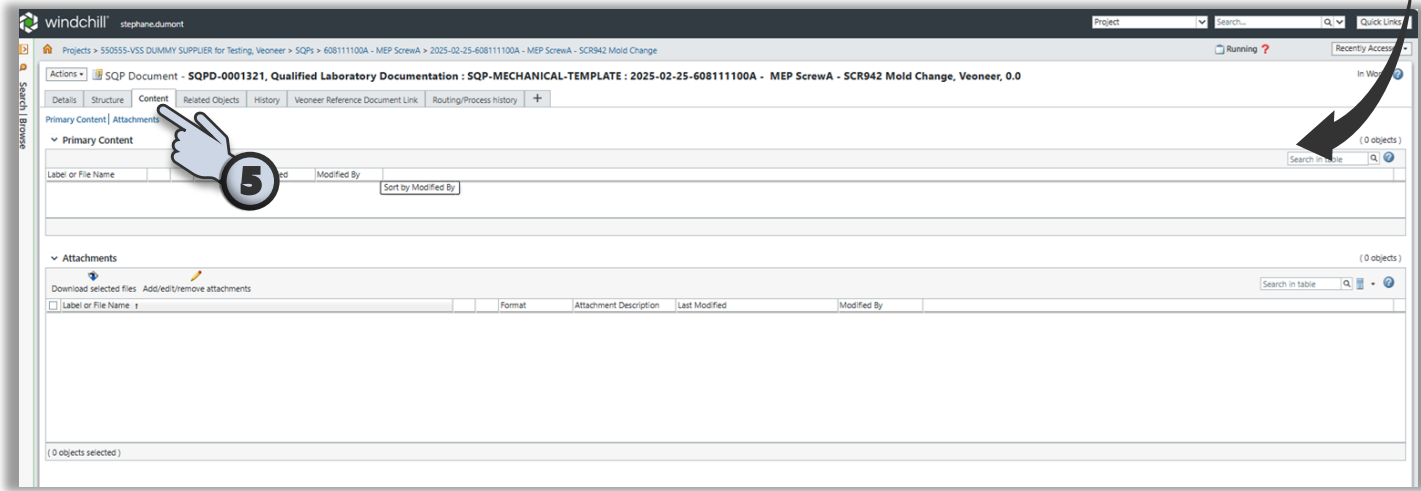 windchill® stephane.dumont Project Search... Quick Links
Projects > 550555-VSS DUMMY SUPPLIER for Testing, Veoneer > SQPs > 608111100A - MEP ScrewA > 2025-02-25-608111100A - MEP ScrewA - SCR942 Mold Change Running ? Recently Accesse
Actions SQP Document - SQPD-0001321, Qualified Laboratory Documentation : SQP-MECHANICAL-TEMPLATE : 2025-02-25-608111100A - MEP ScrewA - SCR942 Mold Change, Veoneer, 0.0 In Wor
Search | Browse
Details Structure Content Related Objects History Veoneer Reference Document Link Routing/Process history +
Primary Content | Attachments
Primary Content ( 0 objects )
Search in table
Label or File Name ed Modified By
5
Sort by Modified By
Attachments ( 0 objects )
Download selected files Add/edit/remove attachments Search in table
Label or File Name ↑ Format Attachment Description Last Modified Modified By
( 0 objects selected )